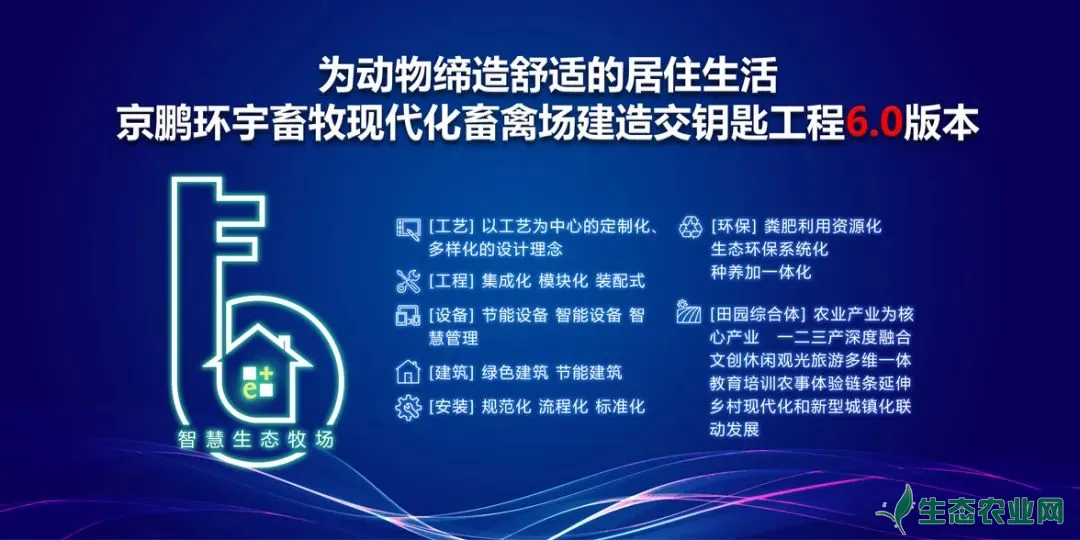 为动物缔造舒适的居住生活
京鹏环宇畜牧现代化畜禽场建造交钥匙工程6.0版本
[工艺] 以工艺为中心的定制化、
多样化的设计理念
[工程] 集成化 模块化 装配式
[设备] 节能设备 智能设备 智
慧管理
[建筑] 绿色建筑 节能建筑
[安装] 规范化 流程化 标准化
[环保] 粪肥利用资源化
生态环保系统化
种养加一体化
[田园综合体] 农业产业为核
心产业 一二三产深度融合
文创休闲观光旅游多维一体
教育培训农事体验链条延伸
乡村现代化和新型城镇化联
动发展
e+
智慧生态牧场
生态农业网